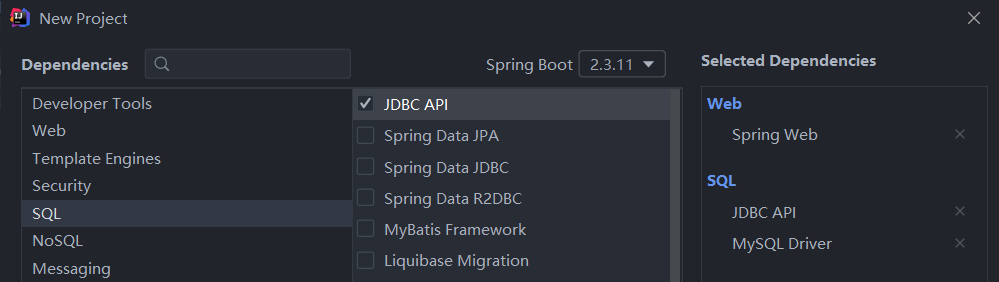 New Project
Dependencies
Spring Boot 2.3.11
Selected Dependencies
Developer Tools
Web
Template Engines
Security
SQL
NoSQL
Messaging
JDBC API
Spring Data JPA
Spring Data JDBC
Spring Data R2DBC
MyBatis Framework
Liquibase Migration
Web
Spring Web
SQL
JDBC API
MySQL Driver